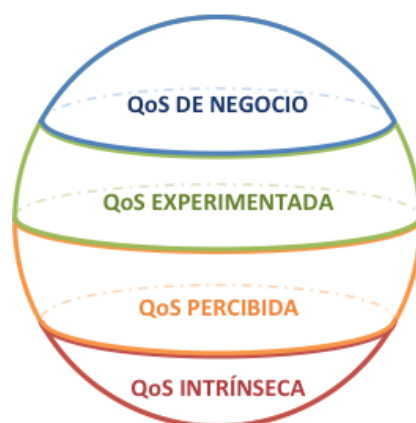 QoS DE NEGOCIO
QoS EXPERIMENTADA
QoS PERCIBIDA
QoS INTRÍNSECA